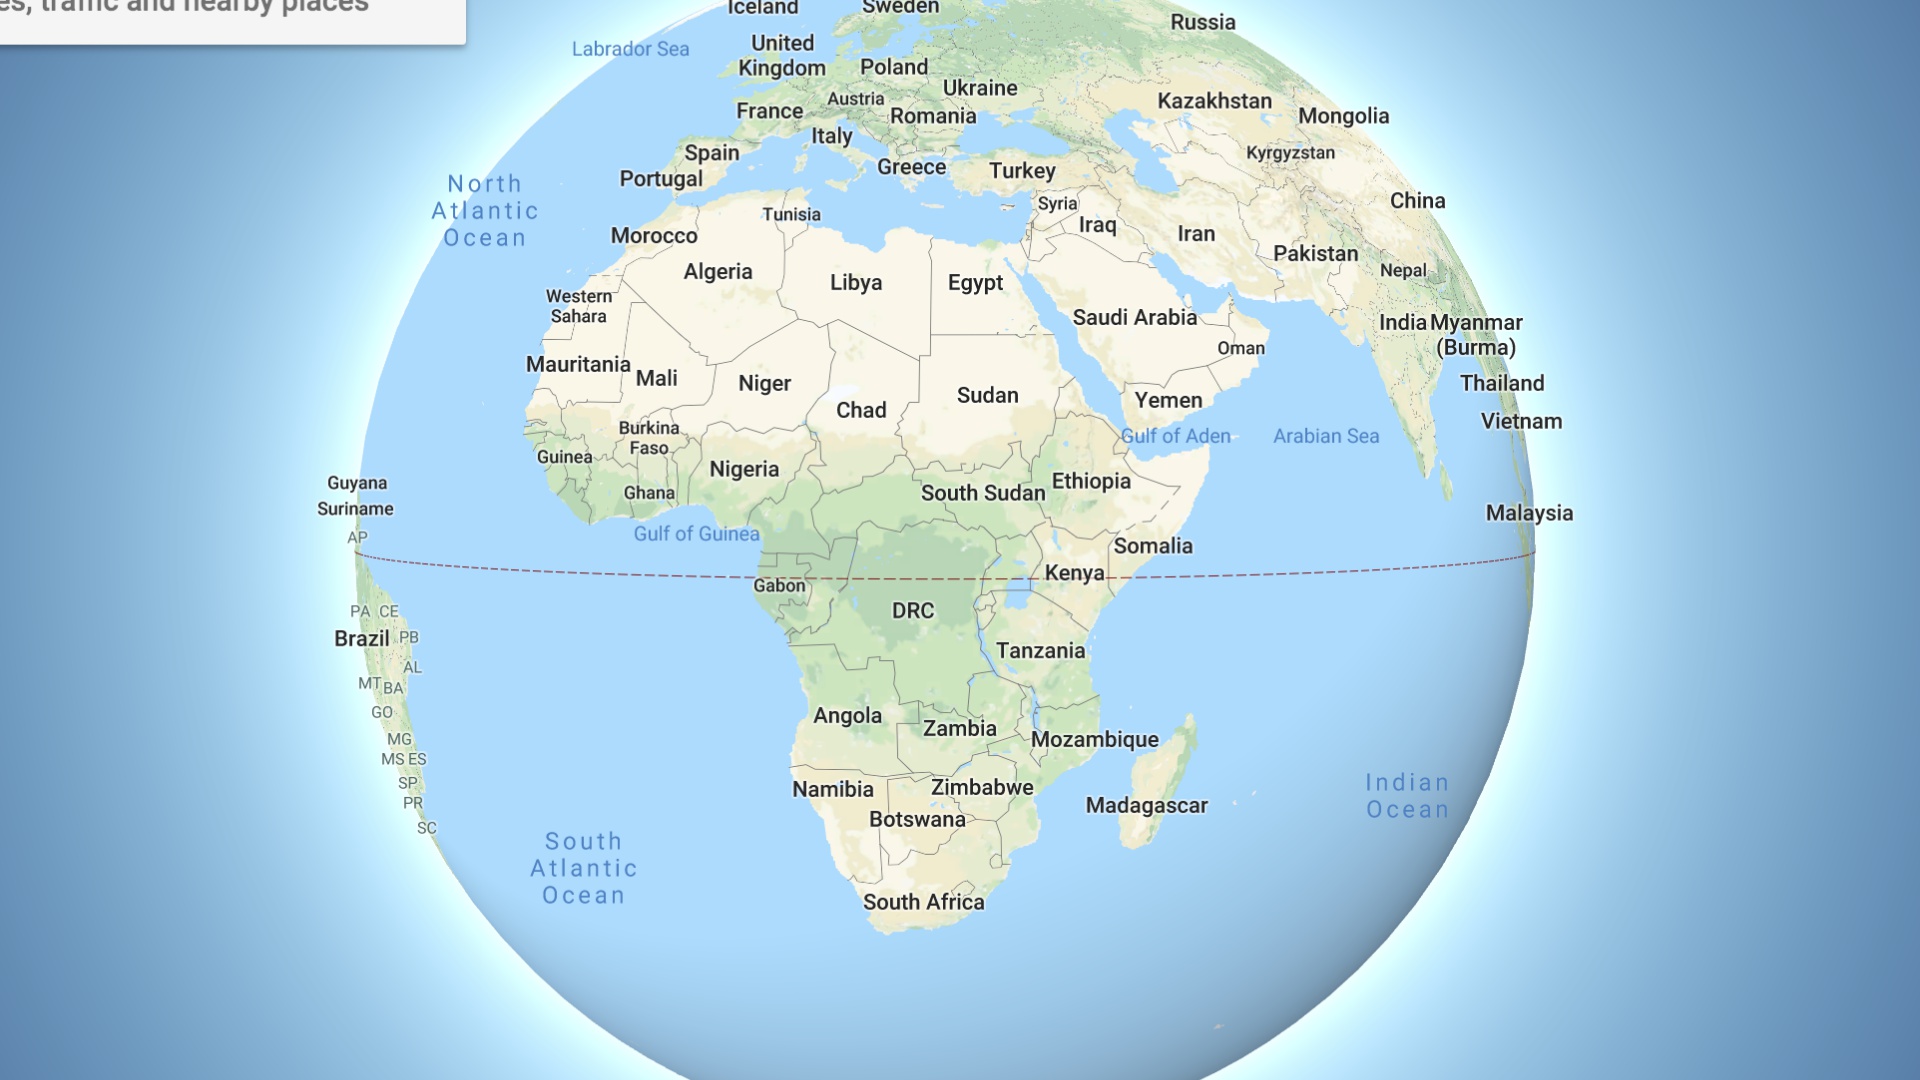 es, traffic and nearby places
Iceland
Sweden
Russia
Labrador Sea
United
Kingdom
Poland
Ukraine
Austria
France
Romania
Kazakhstan
Mongolia
Italy
Spain
Kyrgyzstan
Portugal
Greece
Turkey
North
Atlantic
Ocean
China
Syria
Tunisia
Iraq
Morocco
Iran
Pakistan
Algeria
Nepal
Libya
Egypt
Western
Sahara
Saudi Arabia
India
Myanmar
(Burma)
Oman
Mauritania
Mali
Niger
Thailand
Sudan
Yemen
Chad
Vietnam
Burkina
Faso
Gulf of Aden
Arabian Sea
Guinea
Nigeria
Guyana
Ghana
South Sudan
Ethiopia
Suriname
Malaysia
Gulf of Guinea
AP
Somalia
Kenya
Gabon
DRC
PA
CE
Brazil
PB
Tanzania
AL
MT
BA
GO
Angola
Zambia
MG
Mozambique
MS
ES
SP
Namibia
Zimbabwe
Indian
Ocean
PR
Madagascar
Botswana
SC
South
Atlantic
Ocean
South Africa